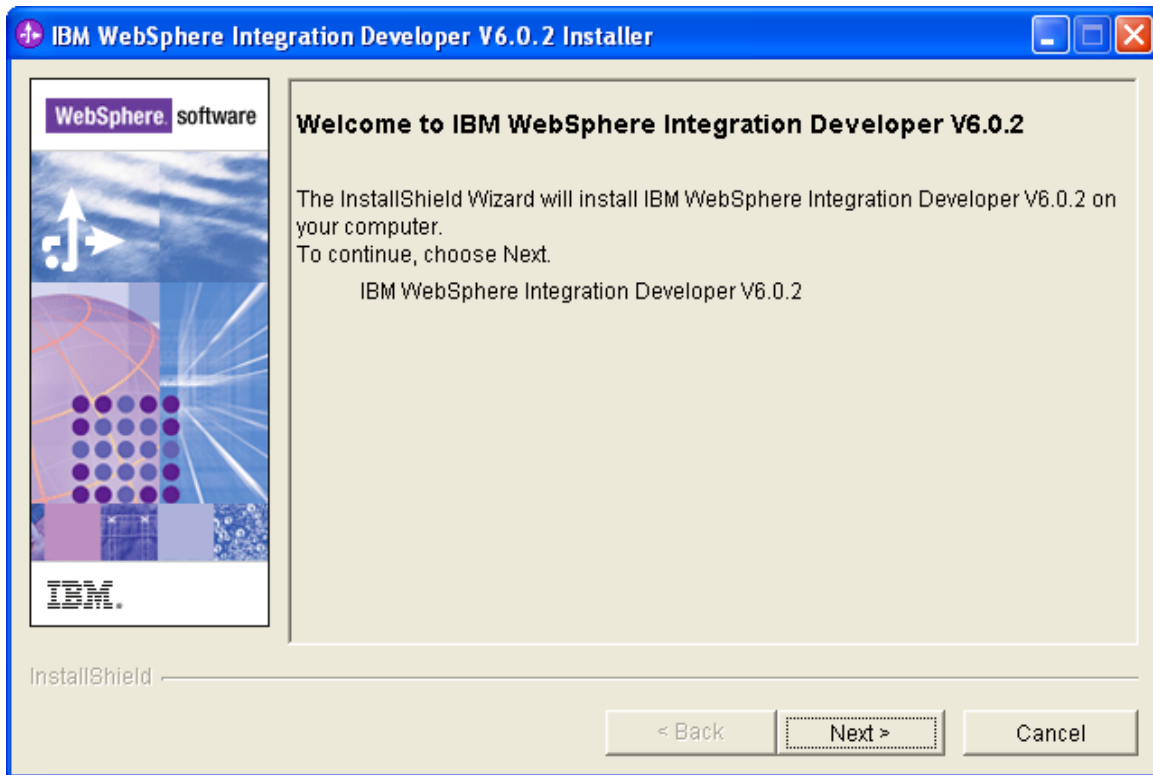 IBM WebSphere Integration Developer V6.0.2 Installer
WebSphere. software
Welcome to IBM WebSphere Integration Developer V6.0.2
The InstallShield Wizard will install IBM WebSphere Integration Developer V6.0.2 on
your computer.
To continue, choose Next.
IBM WebSphere Integration Developer V6.0.2
IBM.
InstallShield
< Back
Next >
Cancel